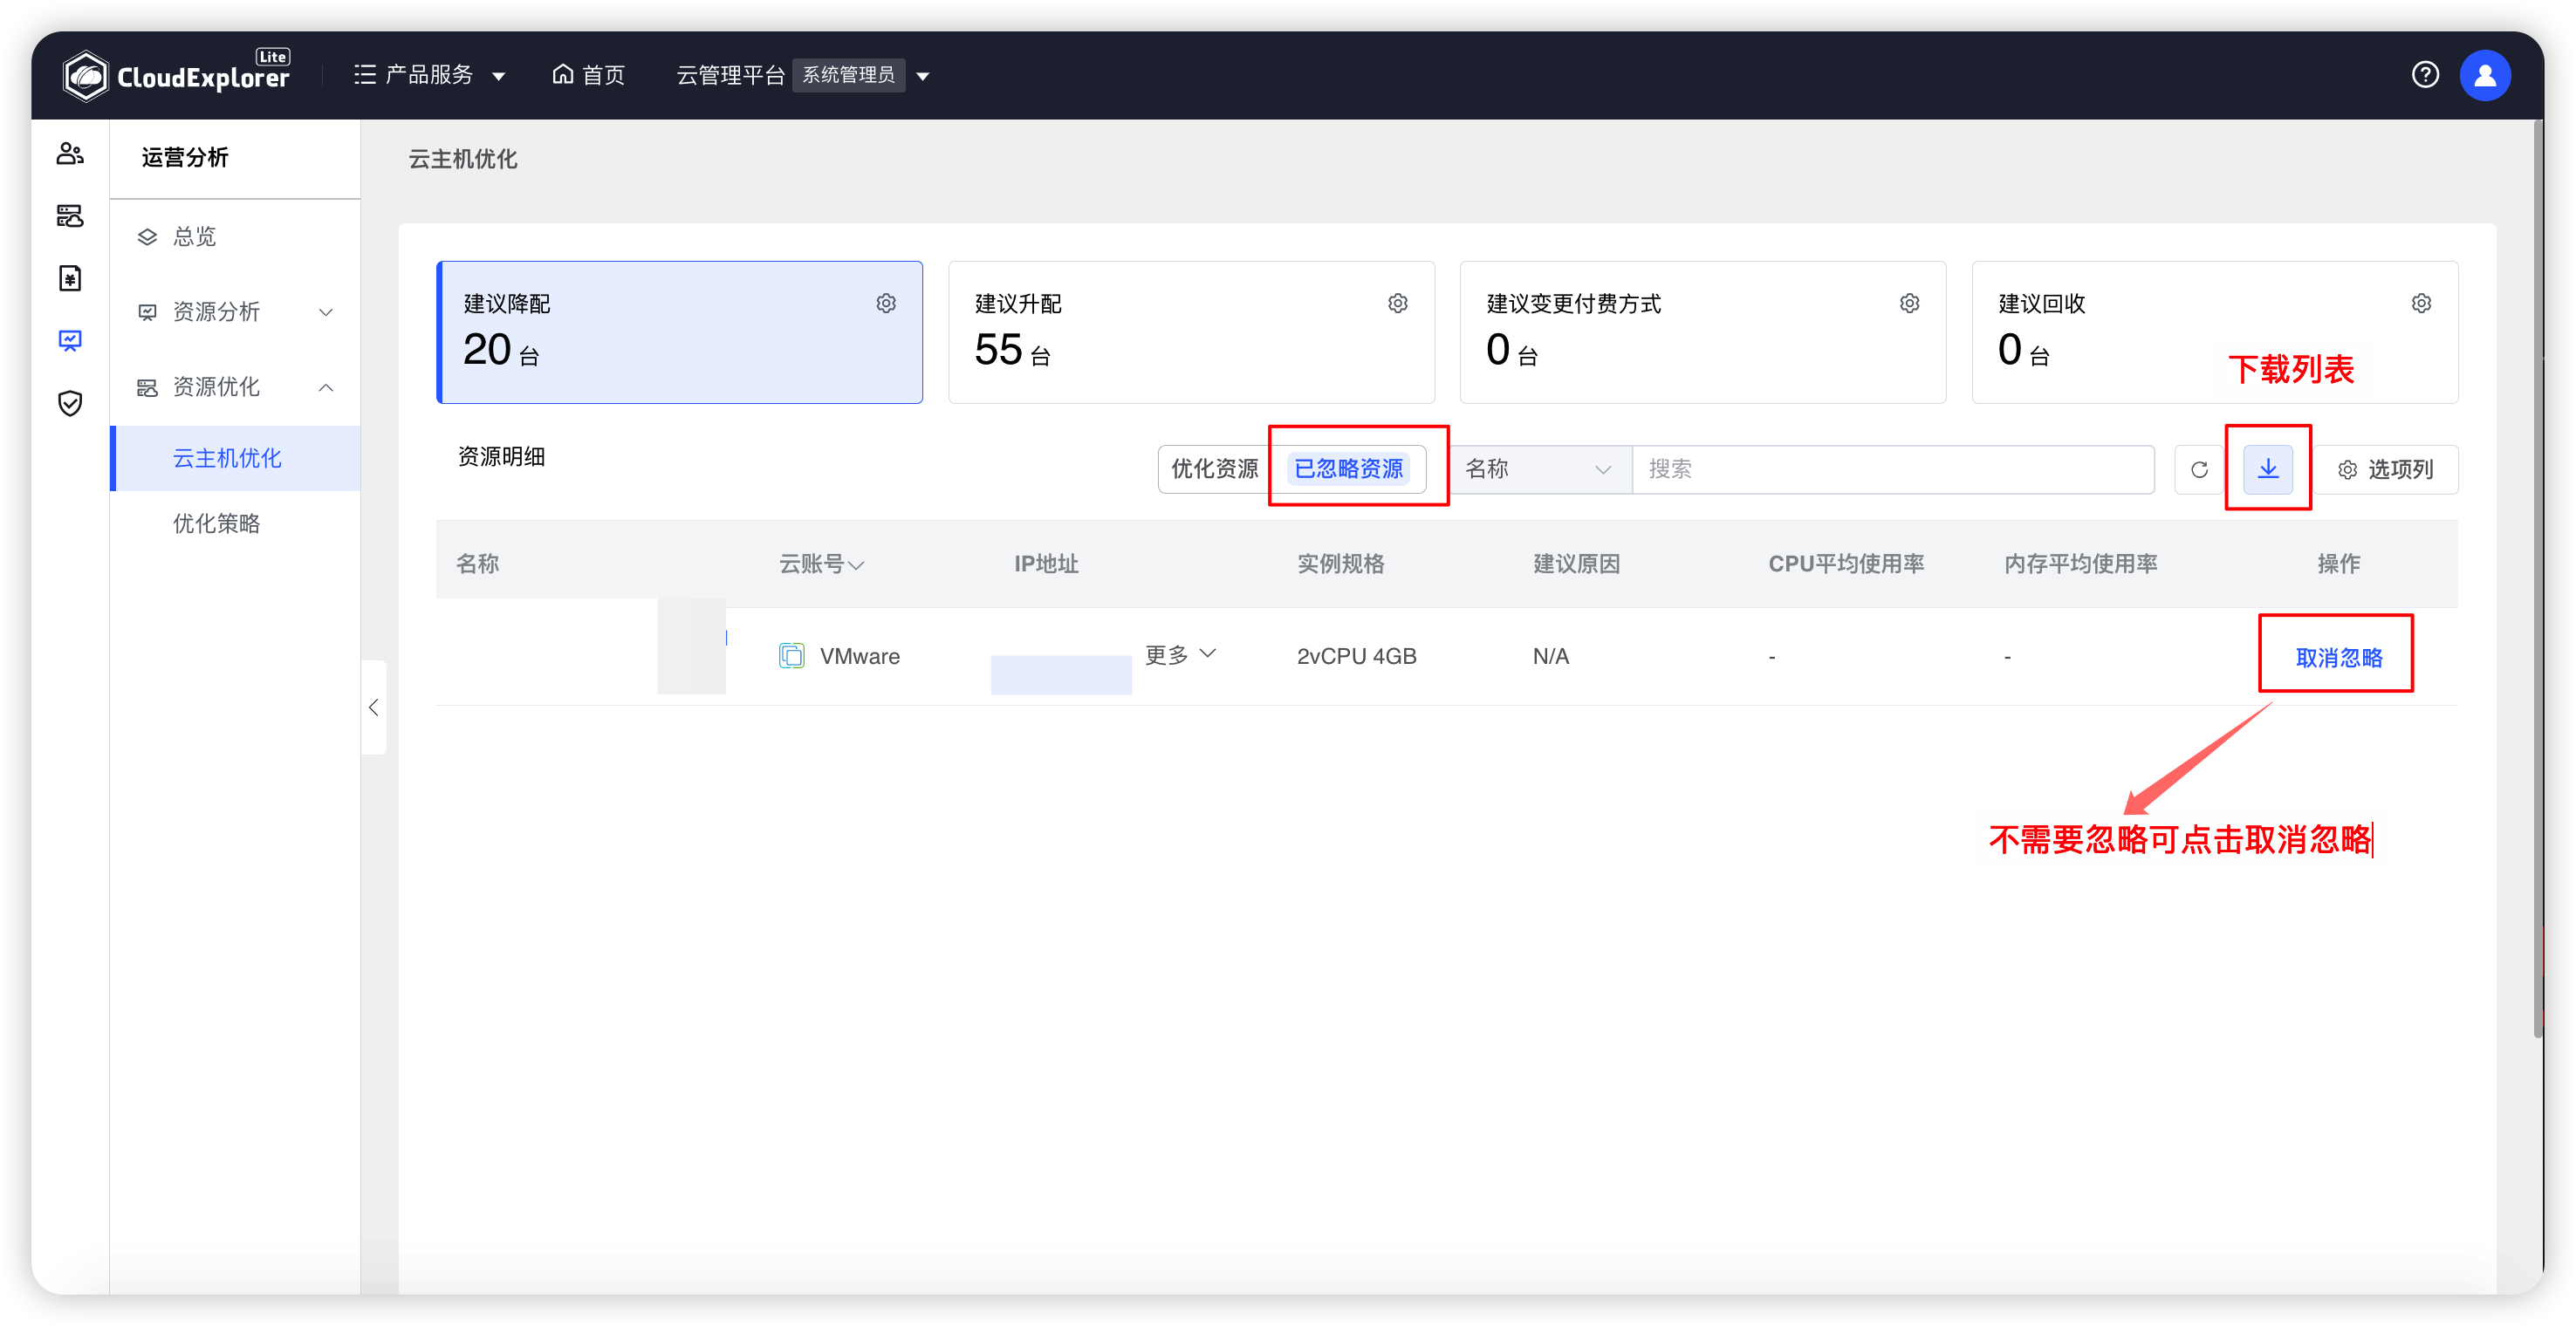 CloudExplorer Lite
产品服务
首页
云管理平台 系统管理员
运营分析
总览
资源分析
资源优化
云主机优化
优化策略
云主机优化
建议降配
20 台
建议升配
55 台
建议变更付费方式
0 台
建议回收
0 台
下载列表
资源明细
优化资源 已忽略资源 名称 搜索 选项列
名称 云账号 IP地址 实例规格 建议原因 CPU平均使用率 内存平均使用率 操作
VMware 更多 2vCPU 4GB N/A - - 取消忽略
不需要忽略可点击取消忽略